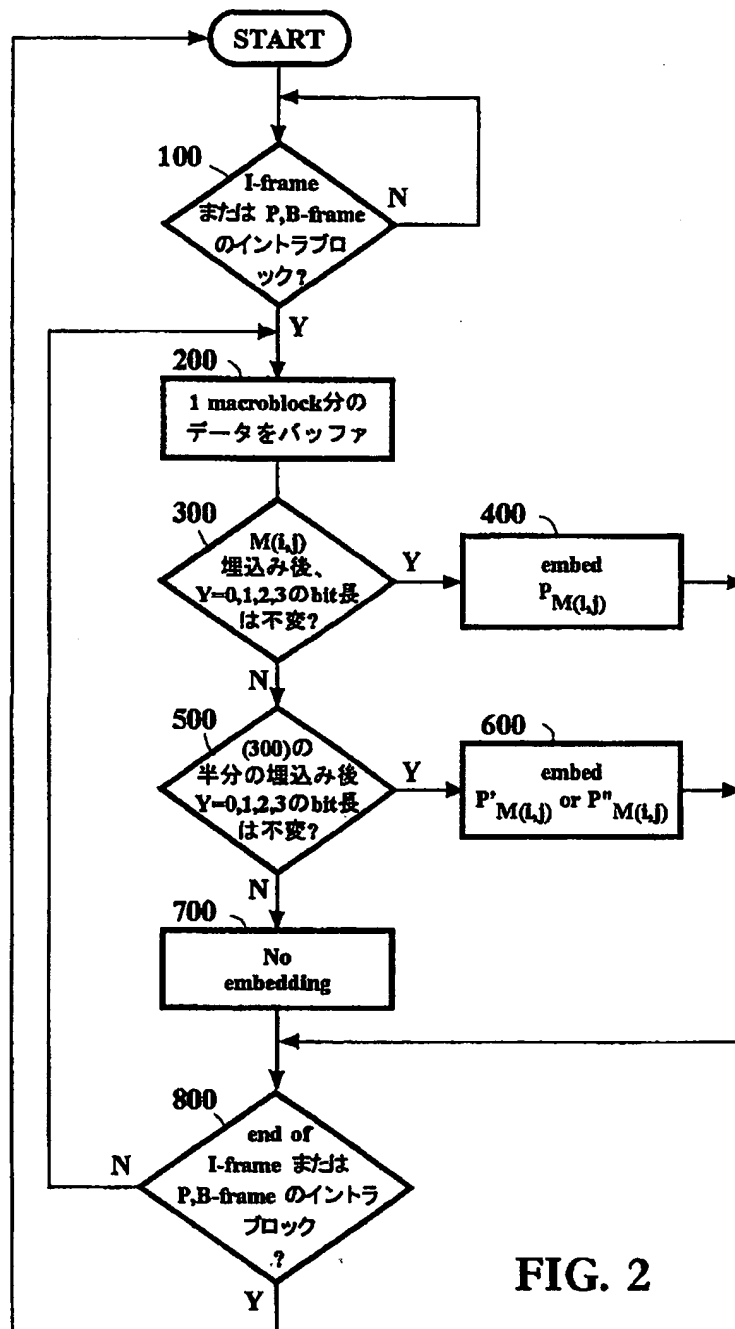 START
100
I-frame
または P,B-frame
のイントラブロ
ック?
N
Y
200
1 macroblock分の
データをバッファ
300
M(i,j)
埋込み後、
Y=0,1,2,3のbit長
は不変?
Y
N
400
embed
PM(i,j)
500
(300)の
半分の埋込み後
Y=0,1,2,3のbit長
は不変?
Y
N
600
embed
P'M(i,j) or P"M(i,j)
700
No
embedding
800
end of
I-frame または
P,B-frame のイントラ
ブロック
?
N
Y
FIG. 2